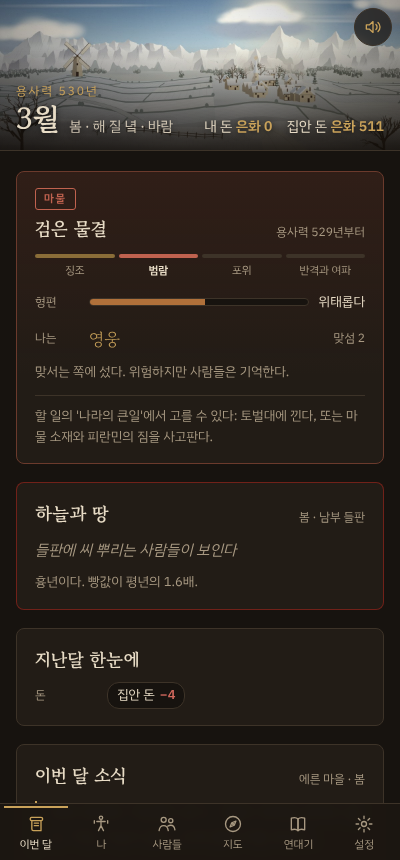 용사력 530년
3월 봄·해 질 녘·바람 내 돈 은화 0 집안 돈 은화 511
마물
검은 물결 용사력 529년부터
징조 범람 포위 반격과 여파
형편 위태롭다
나는 영웅 맞섬 2
맞서는 쪽에 섰다. 위험하지만 사람들은 기억한다.
할 일의 '나라의 큰일'에서 고를 수 있다: 토벌대에 낀다, 또는 마
물 소재와 피란민의 짐을 사고판다.
하늘과 땅 봄·남부 들판
들판에 씨 뿌리는 사람들이 보인다
흉년이다. 빵값이 평년의 1.6배.
지난달 한눈에
돈 집안 돈 −4
이번 달 소식 에른 마을·봄
이번 달 나 사람들 지도 연대기 설정